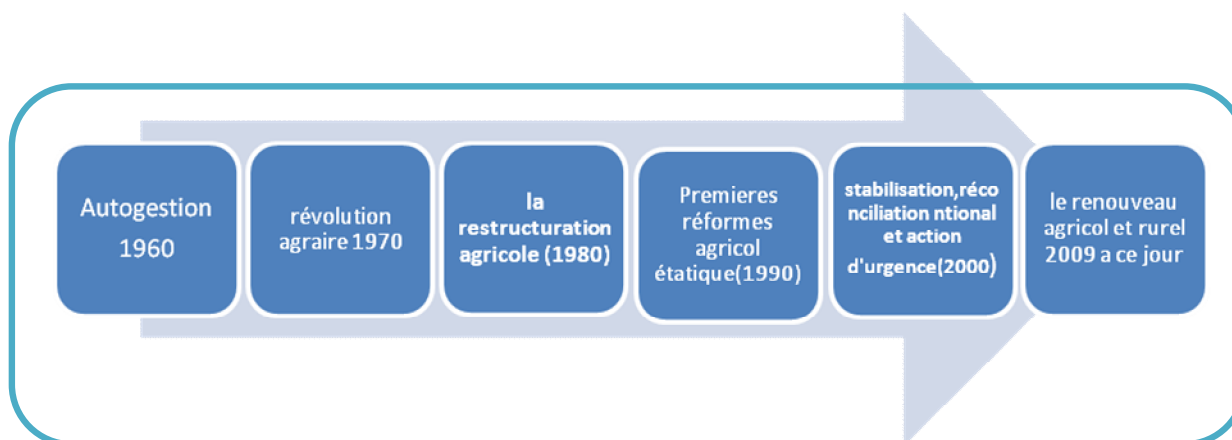 Autogestion
1960
révolution
agraire 1970
la
restructuration
agricole (1980)
Premieres
réformes
agricol
étatique(1990)
stabilisation,réco
nciliation ntional
et action
d'urgence(2000)
le renouveau
agricol et rurel
2009 a ce jour